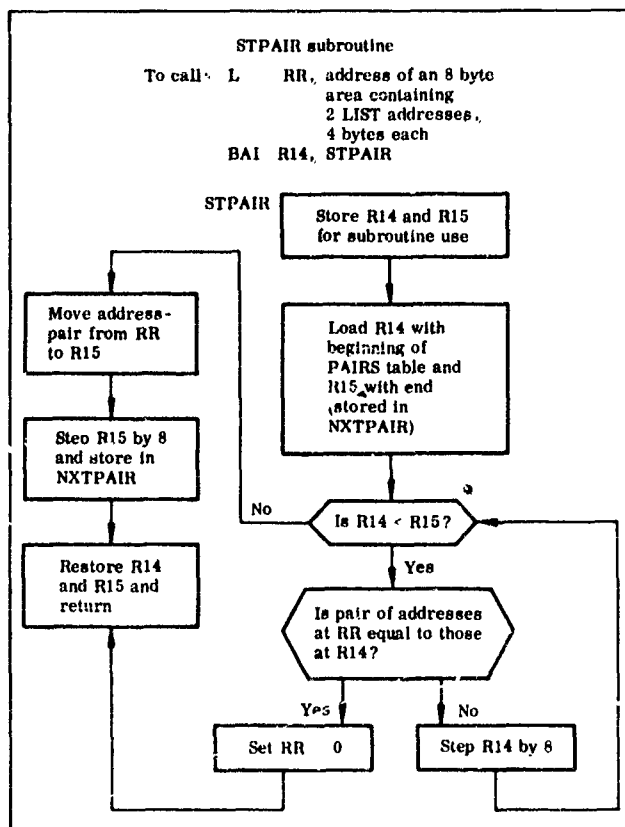 STPAIR subroutine
To call: L RR, address of an 8 byte
area containing
2 LIST addresses,
4 bytes each
BAI R14, STPAIR
STPAIR
Store R14 and R15
for subroutine use
Load R14 with
beginning of
PAIRS table and
R15 with end
(stored in
NXTPAIR)
Is R14 < R15?
No
Yes
Is pair of addresses
at RR equal to those
at R14?
Yes
No
Set RR 0
Step R14 by 8
Move address-
pair from RR
to R15
Step R15 by 8
and store in
NXTPAIR
Restore R14
and R15 and
return